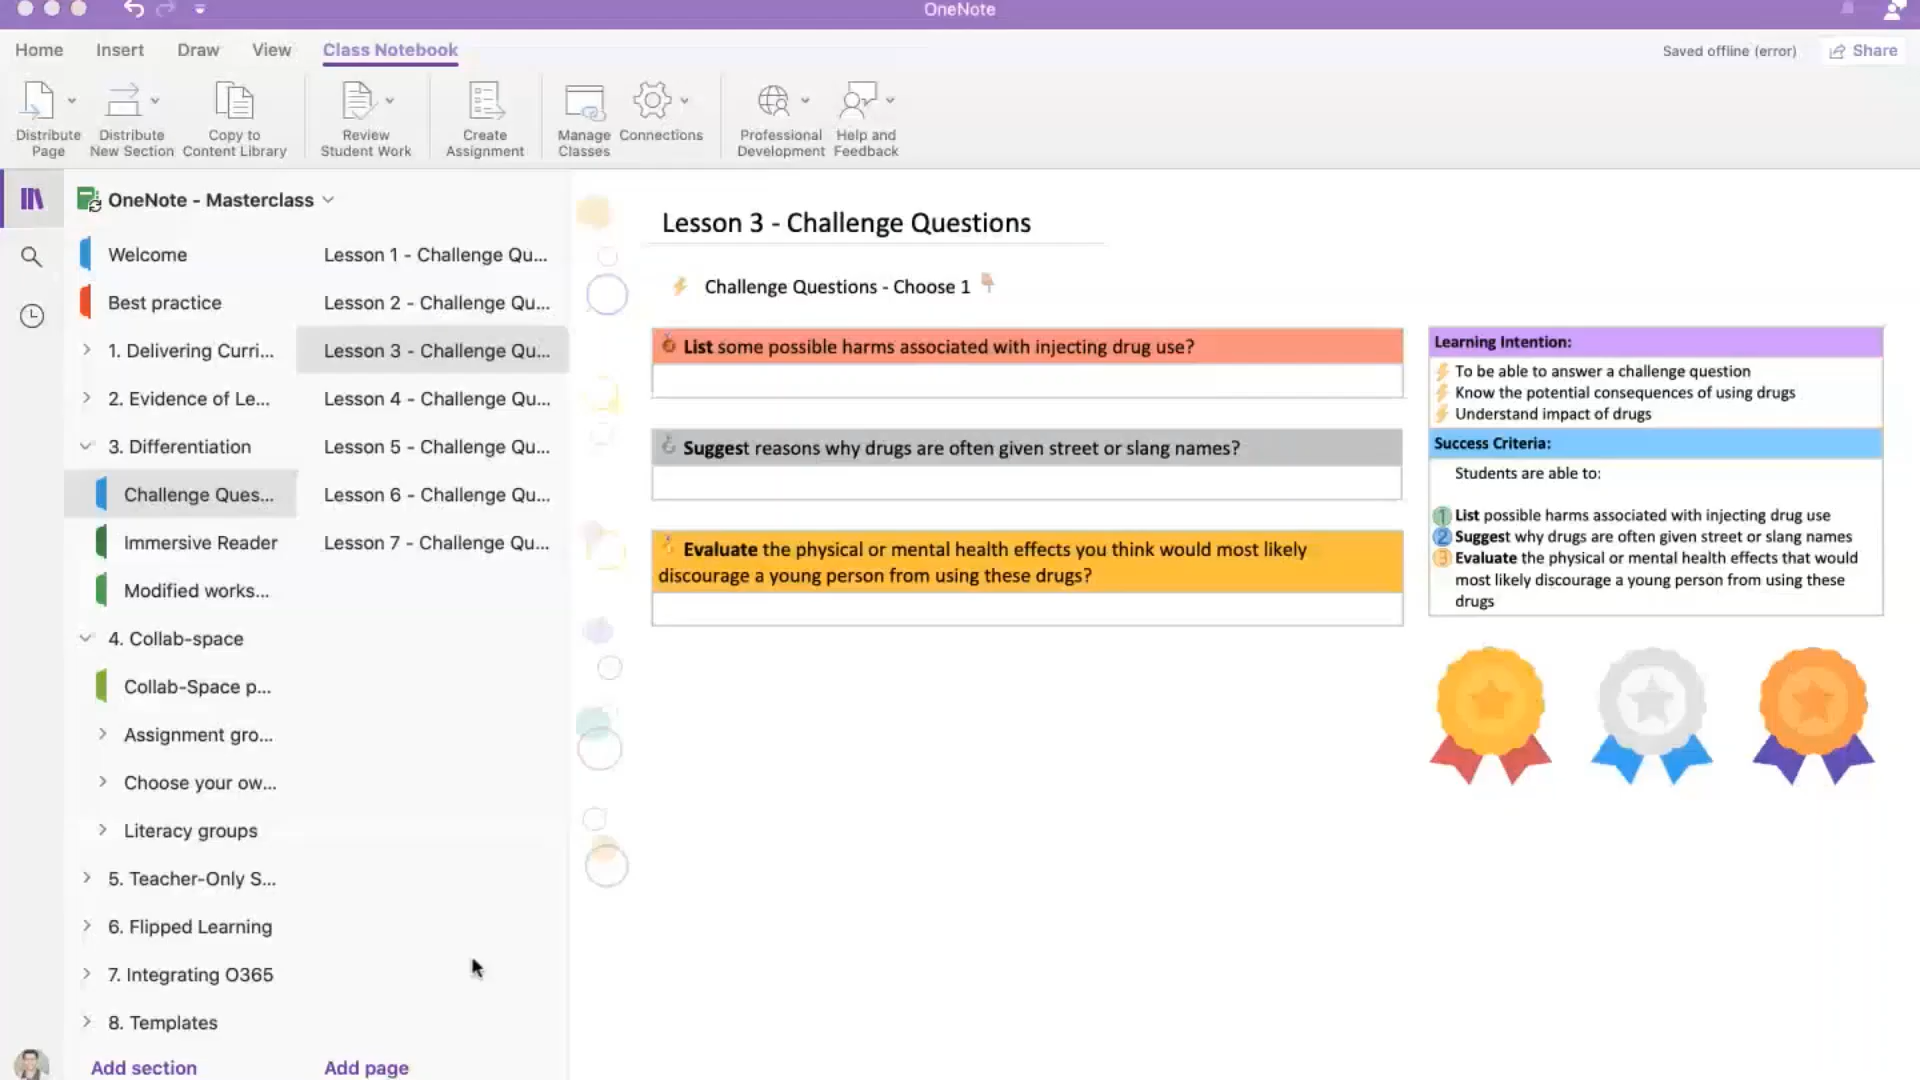 OneNote
Home Insert Draw View Class Notebook
Saved offline (error) Share
Distribute Page
Distribute New Section
Copy to Content Library
Review Student Work
Create Assignment
Manage Classes
Connections
Professional Development
Help and Feedback
OneNote - Masterclass
Welcome
Best practice
1. Delivering Curri...
2. Evidence of Le...
3. Differentiation
Challenge Ques...
Immersive Reader
Modified works...
4. Collab-space
Collab-Space p...
Assignment gro...
Choose your ow...
Literacy groups
5. Teacher-Only S...
6. Flipped Learning
7. Integrating O365
8. Templates
Add section
Lesson 1 - Challenge Qu...
Lesson 2 - Challenge Qu...
Lesson 3 - Challenge Qu...
Lesson 4 - Challenge Qu...
Lesson 5 - Challenge Qu...
Lesson 6 - Challenge Qu...
Lesson 7 - Challenge Qu...
Add page
Lesson 3 - Challenge Questions
Challenge Questions - Choose 1
List some possible harms associated with injecting drug use?
Suggest reasons why drugs are often given street or slang names?
Evaluate the physical or mental health effects you think would most likely
discourage a young person from using these drugs?
Learning Intention:
To be able to answer a challenge question
Know the potential consequences of using drugs
Understand impact of drugs
Success Criteria:
Students are able to:
1 List possible harms associated with injecting drug use
2 Suggest why drugs are often given street or slang names
3 Evaluate the physical or mental health effects that would
most likely discourage a young person from using these
drugs